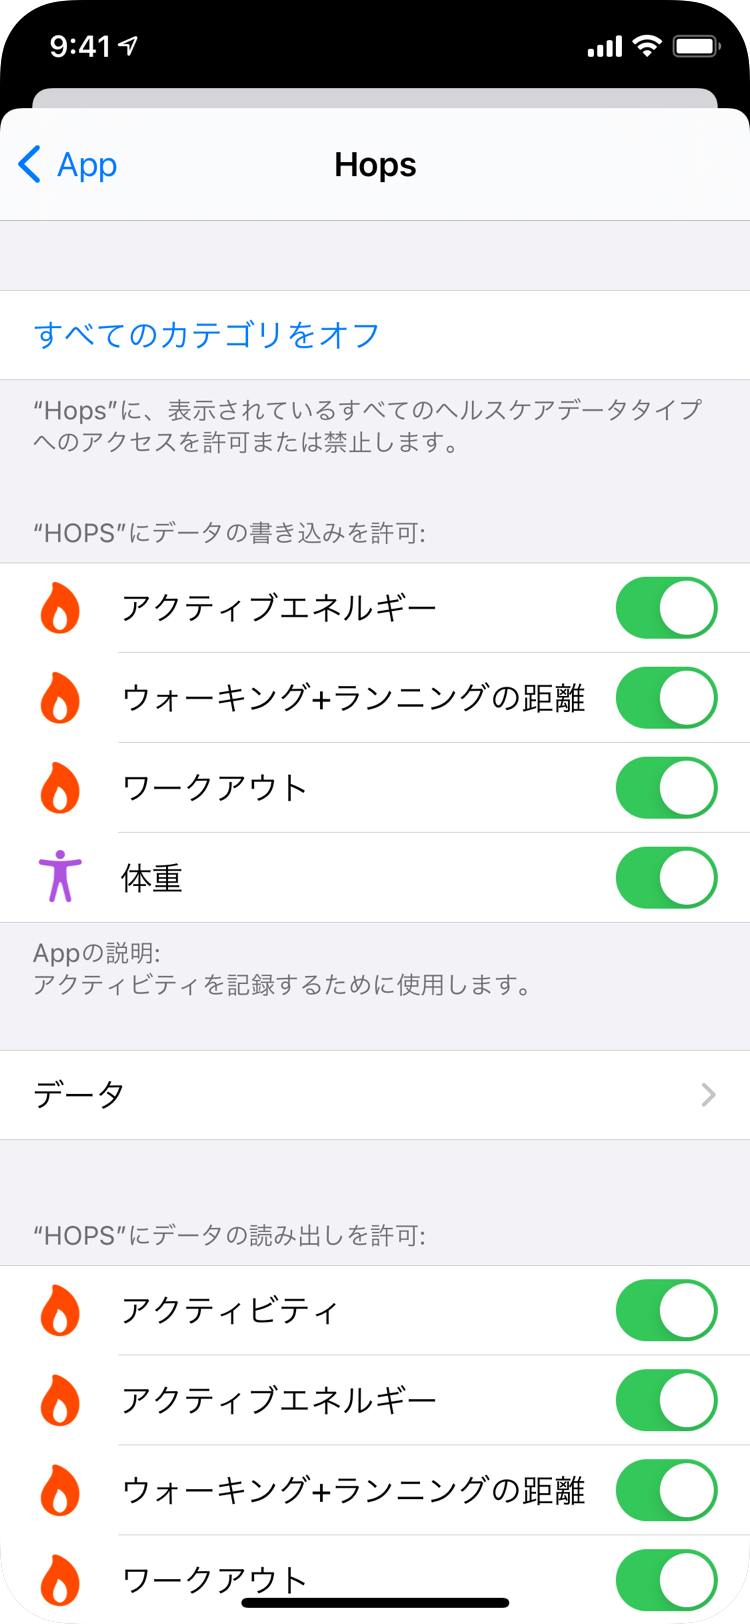 9:41
App
Hops
すべてのカテゴリをオフ
“Hops”に、表示されているすべてのヘルスケアデータタイプ
へのアクセスを許可または禁止します。
“HOPS”にデータの書き込みを許可:
アクティブエネルギー
ウォーキング+ランニングの距離
ワークアウト
体重
Appの説明:
アクティビティを記録するために使用します。
データ
“HOPS”にデータの読み出しを許可:
アクティビティ
アクティブエネルギー
ウォーキング+ランニングの距離
ワークアウト